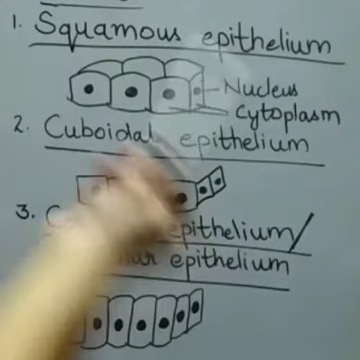 1. Squamous epithelium
Nucleus
Cytoplasm
2. Cuboidal epithelium
3. epithelium/
epithelium